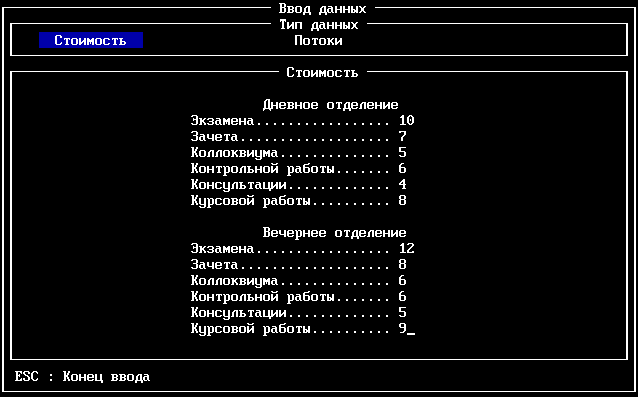 Ввод данных
Тип данных
Стоимость Потоки
Стоимость
Дневное отделение
Экзамена................. 10
Зачета................... 7
Коллоквиума.............. 5
Контрольной работы....... 6
Консультации............. 4
Курсовой работы.......... 8
Вечернее отделение
Экзамена................. 12
Зачета................... 8
Коллоквиума.............. 6
Контрольной работы....... 6
Консультации............. 5
Курсовой работы.......... 9_
ESC : Конец ввода